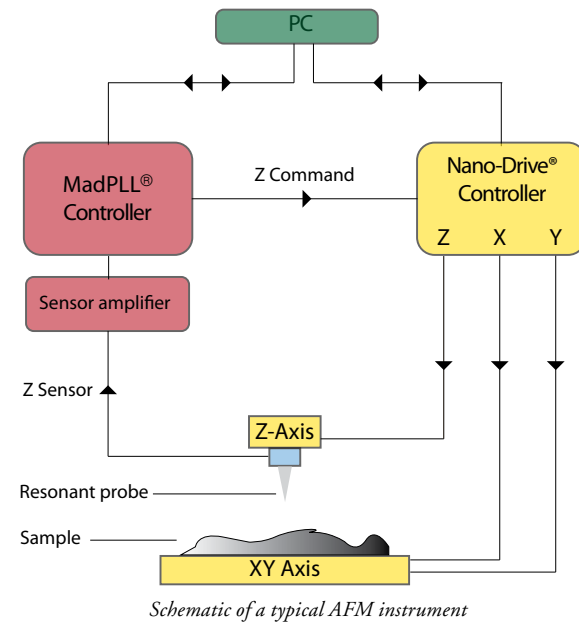 PC
MadPLL®
Controller
Z Command
Nano-Drive®
Controller
Z X Y
Sensor amplifier
Z Sensor
Z-Axis
Resonant probe
Sample
XY Axis
Schematic of a typical AFM instrument